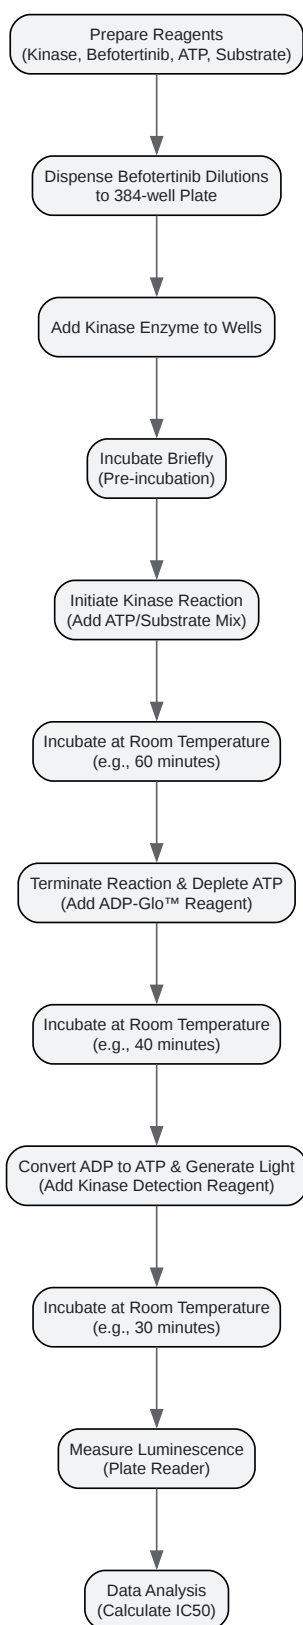 Prepare Reagents
(Kinase, Befotertinib, ATP, Substrate)
Dispense Befotertinib Dilutions
to 384-well Plate
Add Kinase Enzyme to Wells
Incubate Briefly
(Pre-incubation)
Initiate Kinase Reaction
(Add ATP/Substrate Mix)
Incubate at Room Temperature
(e.g., 60 minutes)
Terminate Reaction & Deplete ATP
(Add ADP-Glo™ Reagent)
Incubate at Room Temperature
(e.g., 40 minutes)
Convert ADP to ATP & Generate Light
(Add Kinase Detection Reagent)
Incubate at Room Temperature
(e.g., 30 minutes)
Measure Luminescence
(Plate Reader)
Data Analysis
(Calculate IC50)